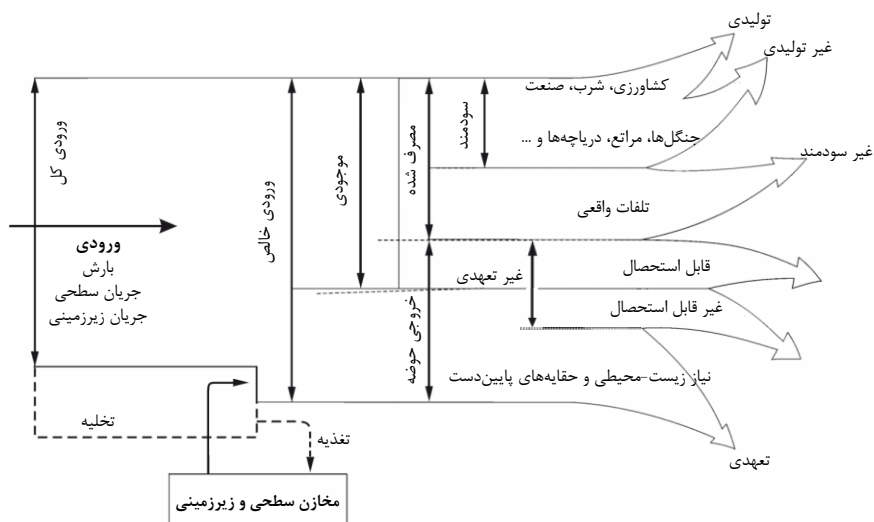 تولیدی
غیر تولیدی
کشاورزی، شرب، صنعت
سودمند
جنگل‌ها، مراتع، دریاچه‌ها و ...
غیر سودمند
مصرف شده
موجودی
ورودی خالص
ورودی کل
تلفات واقعی
ورودی
بارش
جریان سطحی
جریان زیرزمینی
قابل استحصال
غیر تعهدی
غیر قابل استحصال
خروجی حوضه
نیاز زیست-محیطی و حقایه‌های پایین‌دست
تعهدی
تخلیه
تغذیه
مخازن سطحی و زیرزمینی